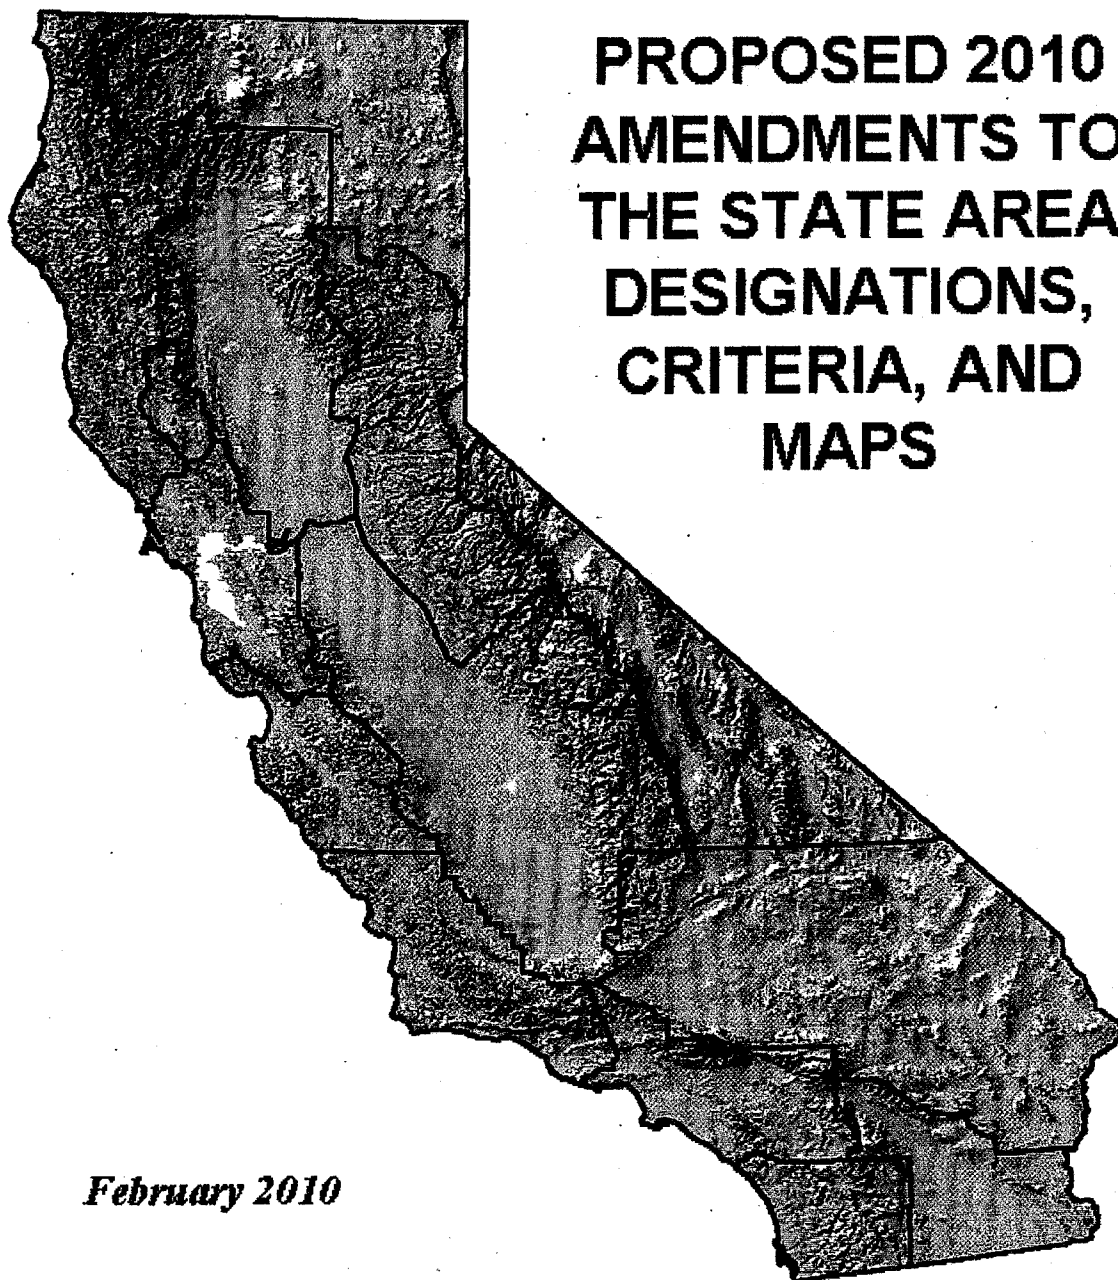 PROPOSED 2010
AMENDMENTS TO
THE STATE AREA
DESIGNATIONS,
CRITERIA, AND
MAPS
February 2010